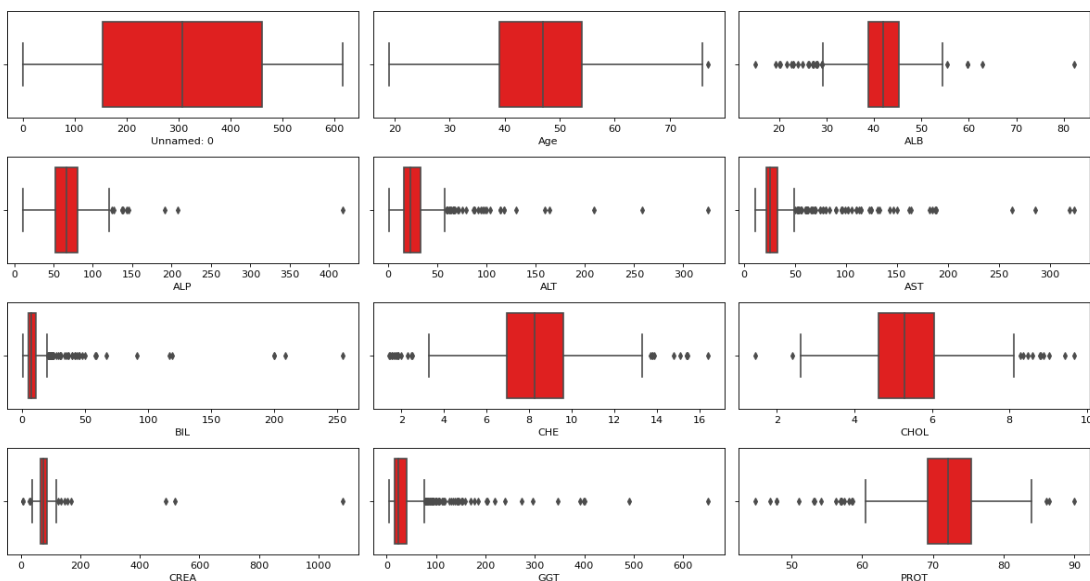 0 100 200 300 400 500 600
Unnamed: 0
20 30 40 50 60 70
Age
20 30 40 50 60 70 80
ALB
0 50 100 150 200 250 300 350 400
ALP
0 50 100 150 200 250 300
ALT
0 50 100 150 200 250 300
AST
0 50 100 150 200 250
BIL
2 4 6 8 10 12 14 16
CHE
2 4 6 8 10
CHOL
0 200 400 600 800 1000
CREA
0 100 200 300 400 500 600
GGT
50 60 70 80 90
PROT